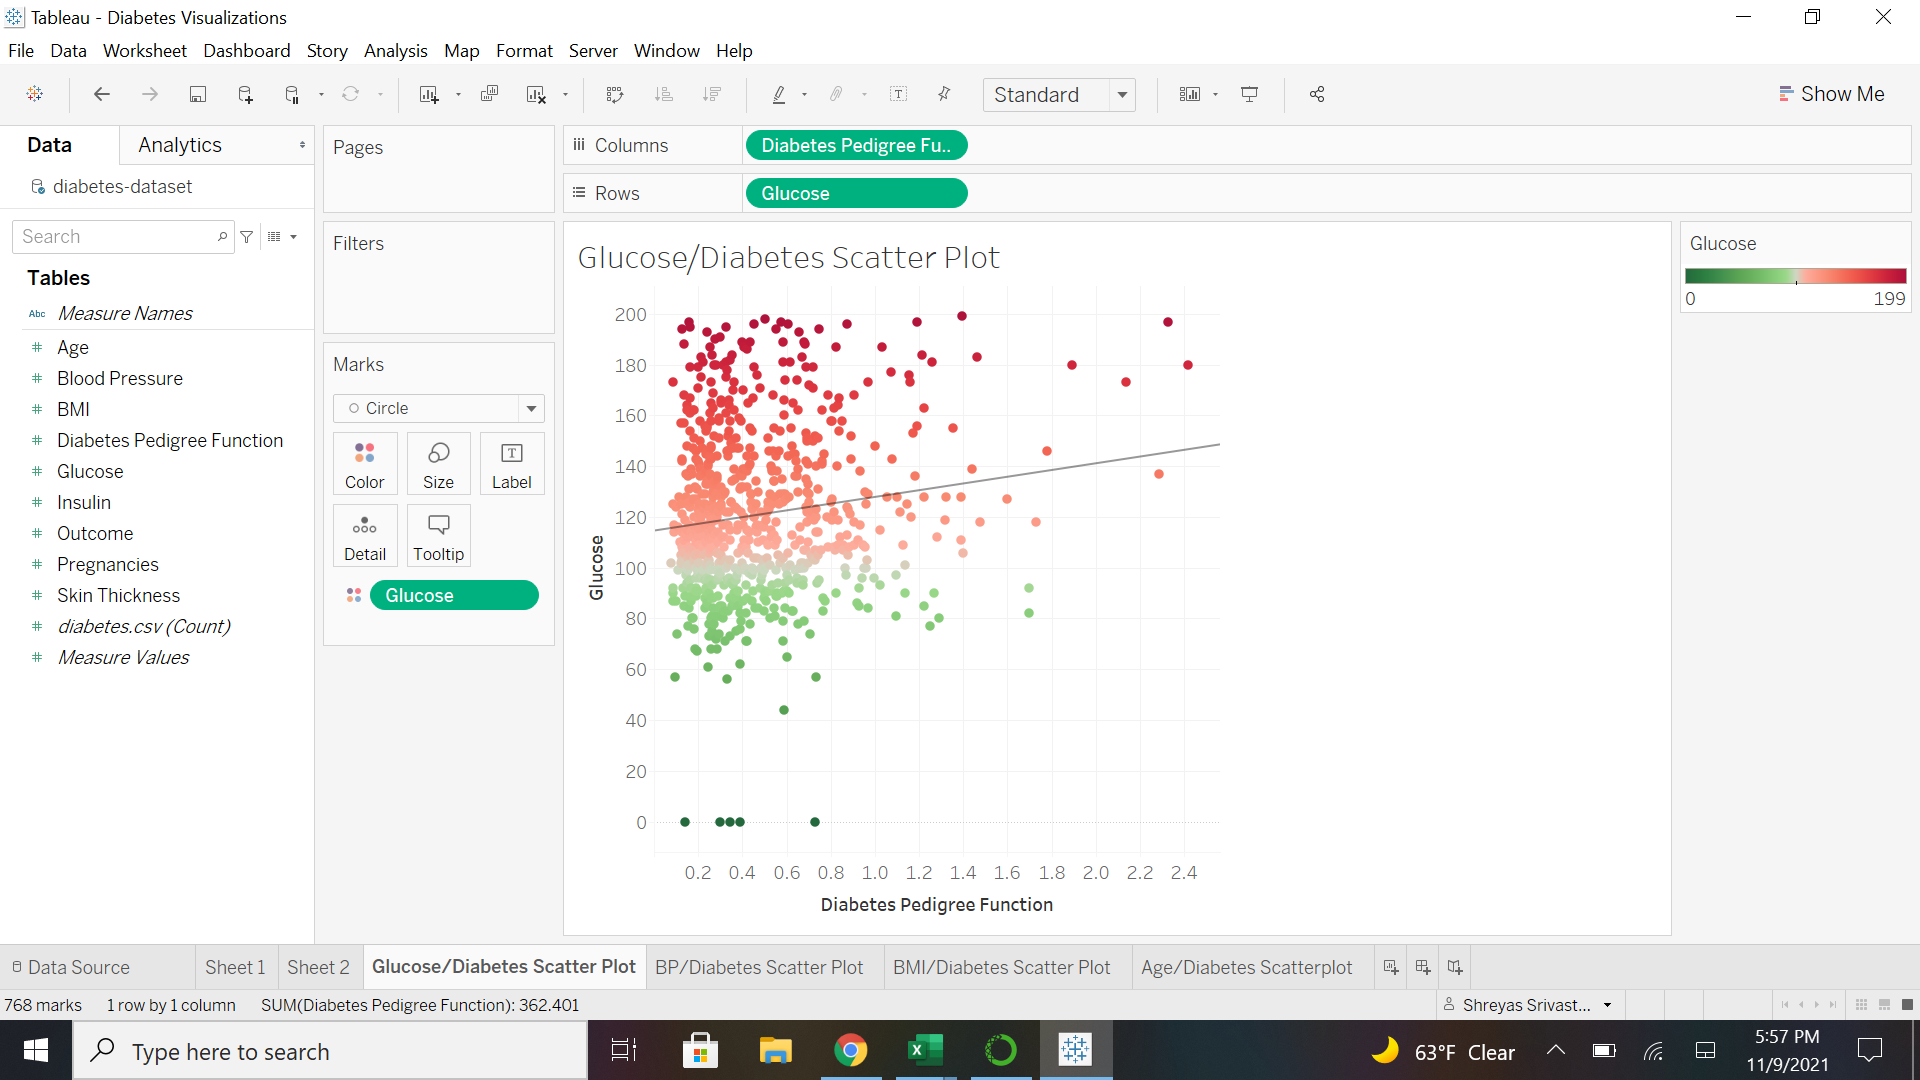 Tableau - Diabetes Visualizations
File Data Worksheet Dashboard Story Analysis Map Format Server Window Help
Standard
Show Me
Data Analytics
diabetes-dataset
Search
Tables
Abc Measure Names
# Age
# Blood Pressure
# BMI
# Diabetes Pedigree Function
# Glucose
# Insulin
# Outcome
# Pregnancies
# Skin Thickness
# diabetes.csv (Count)
# Measure Values
Pages
Filters
Marks
Circle
Color Size T Label
Detail Tooltip
Glucose
Columns Diabetes Pedigree Fu..
Rows Glucose
Glucose/Diabetes Scatter Plot
200
180
160
140
120
100
80
60
40
20
0
Glucose
0.2 0.4 0.6 0.8 1.0 1.2 1.4 1.6 1.8 2.0 2.2 2.4
Diabetes Pedigree Function
Glucose
0 199
Data Source Sheet 1 Sheet 2 Glucose/Diabetes Scatter Plot BP/Diabetes Scatter Plot BMI/Diabetes Scatter Plot Age/Diabetes Scatterplot
768 marks 1 row by 1 column SUM(Diabetes Pedigree Function): 362.401 Shreyas Srivast...
Type here to search
63°F Clear
5:57 PM
11/9/2021